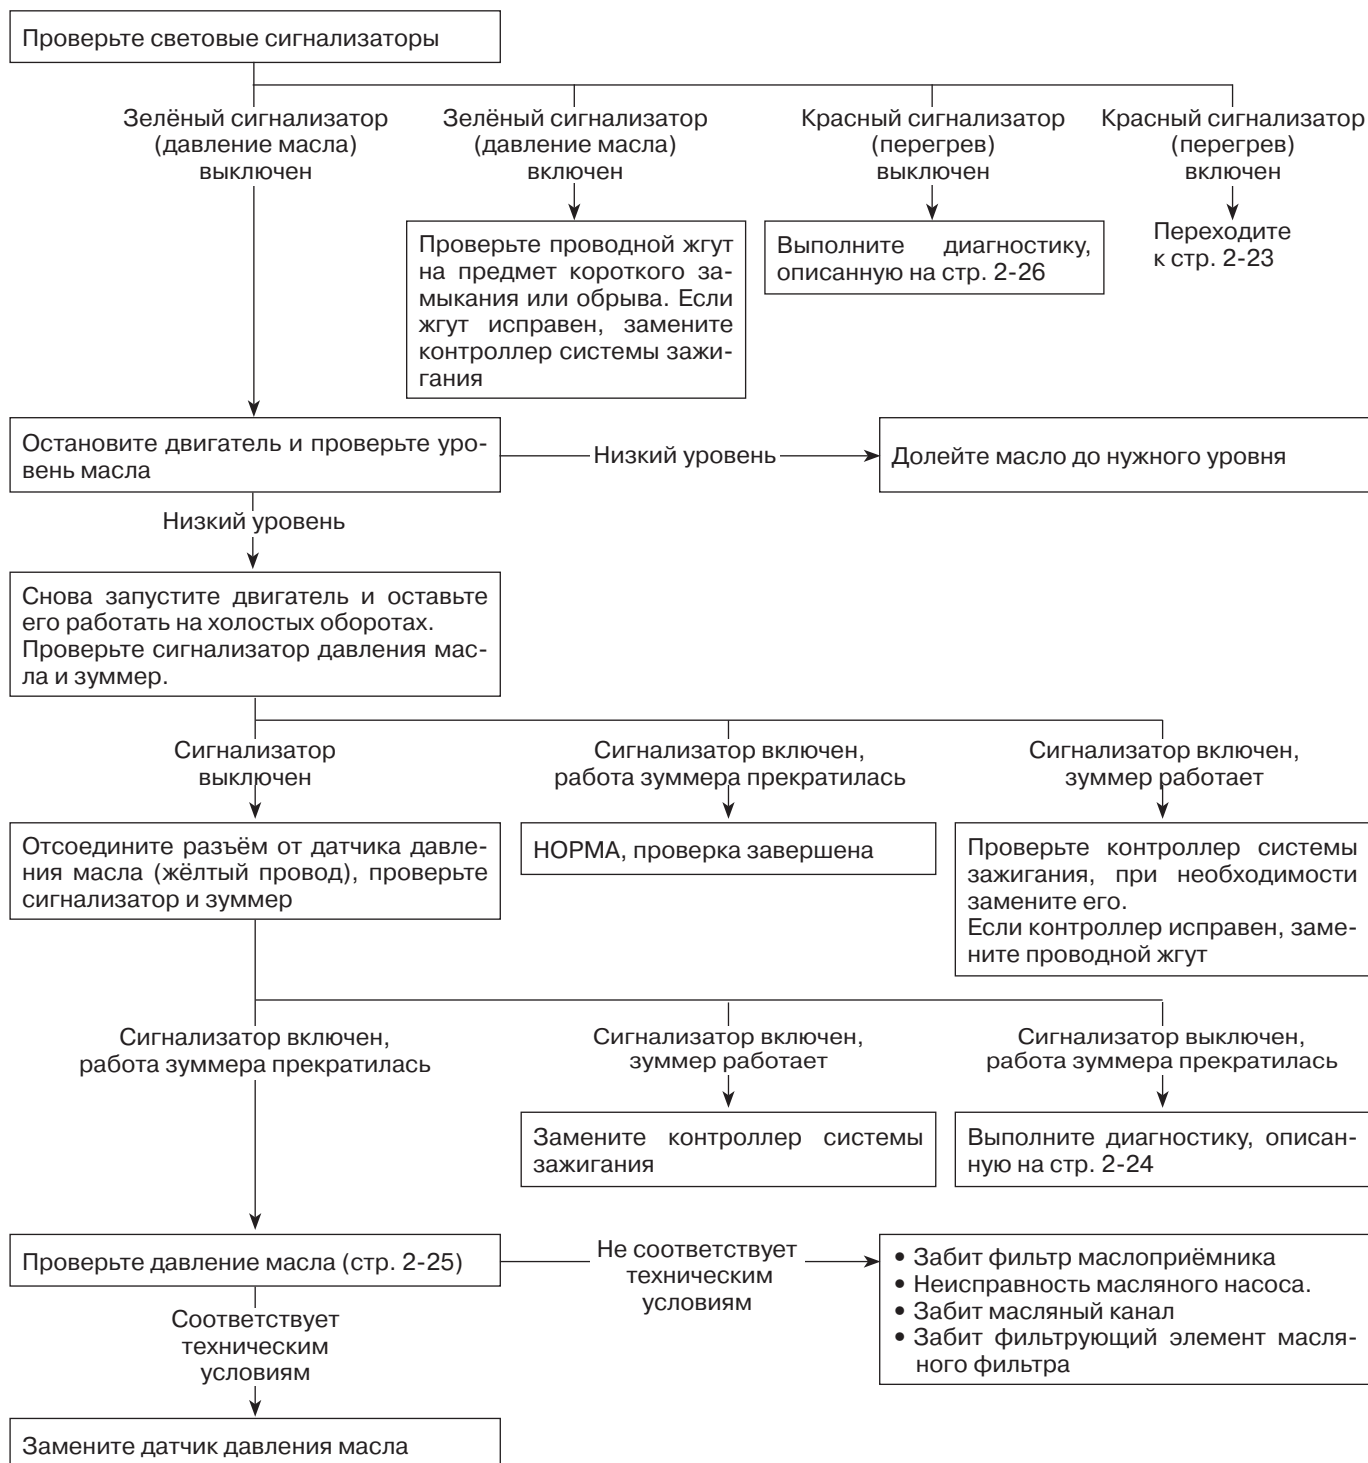 Проверьте световые сигнализаторы
Зелёный сигнализатор
(давление масла)
выключен
Зелёный сигнализатор
(давление масла)
включен
Красный сигнализатор
(перегрев)
выключен
Красный сигнализатор
(перегрев)
включен
Проверьте проводной жгут
на предмет короткого за-
мыкания или обрыва. Если
жгут исправен, замените
контроллер системы зажи-
гания
Выполните диагностику,
описанную на стр. 2-26
Переходите
к стр. 2-23
Остановите двигатель и проверьте уро-
вень масла
Низкий уровень
Долейте масло до нужного уровня
Низкий уровень
Снова запустите двигатель и оставьте
его работать на холостых оборотах.
Проверьте сигнализатор давления мас-
ла и зуммер.
Сигнализатор
выключен
Сигнализатор включен,
работа зуммера прекратилась
Сигнализатор включен,
зуммер работает
Отсоедините разъём от датчика давле-
ния масла (жёлтый провод), проверьте
сигнализатор и зуммер
НОРМА, проверка завершена
Проверьте контроллер системы
зажигания, при необходимости
замените его.
Если контроллер исправен, заме-
ните проводной жгут
Сигнализатор включен,
работа зуммера прекратилась
Сигнализатор включен,
зуммер работает
Сигнализатор выключен,
работа зуммера прекратилась
Замените контроллер системы
зажигания
Выполните диагностику, описан-
ную на стр. 2-24
Проверьте давление масла (стр. 2-25)
Не соответствует
техническим
условиям
• Забит фильтр маслоприёмника
• Неисправность масляного насоса.
• Забит масляный канал
• Забит фильтрующий элемент масля-
ного фильтра
Соответствует
техническим
условиям
Замените датчик давления масла